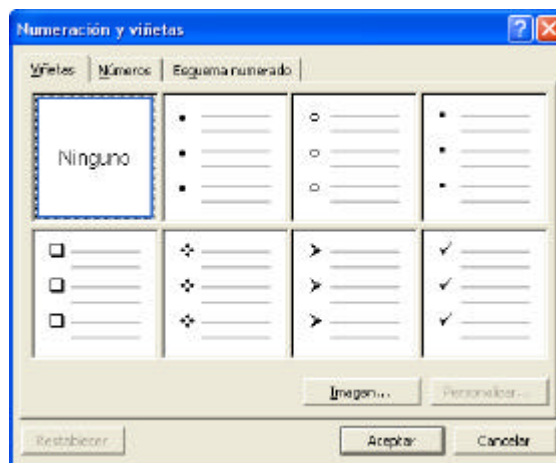 Numeración y viñetas
Viñetas Números Esquema numerado
Ninguno
Imagen... Personalizar...
Restablecer Aceptar Cancelar